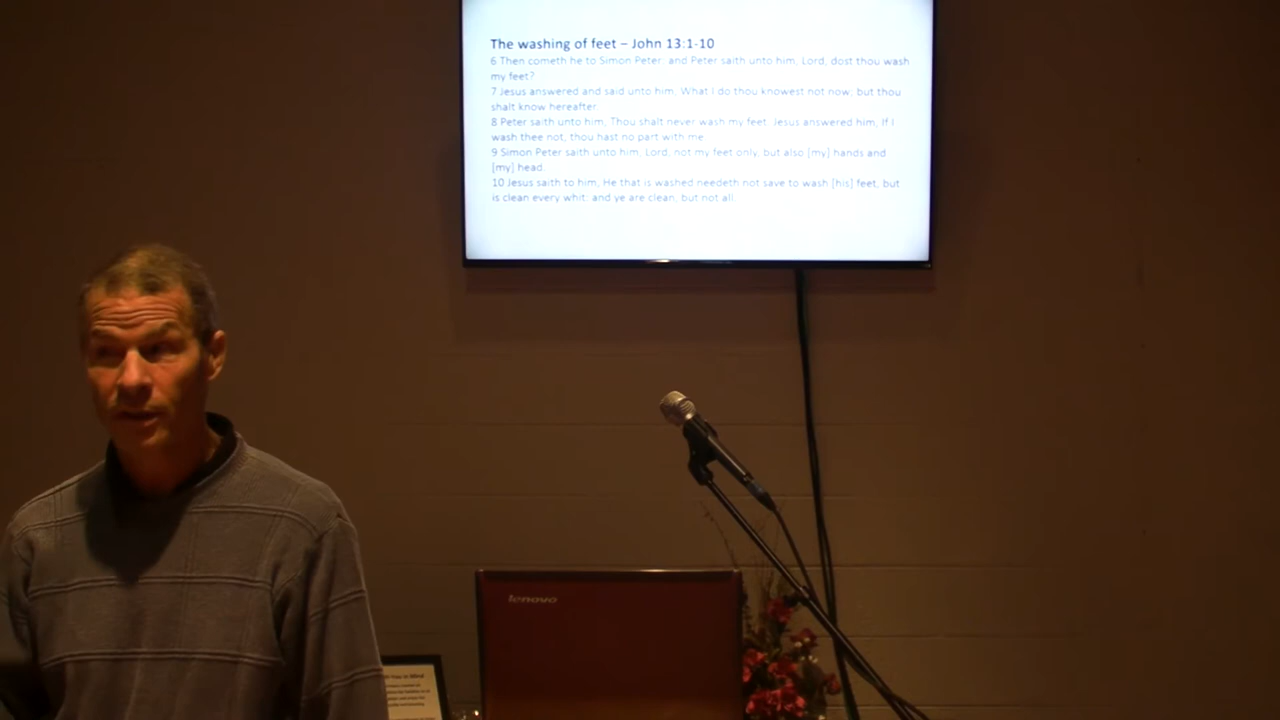 The washing of feet – John 13:1-10
6 Then cometh he to Simon Peter: and Peter saith unto him, Lord, dost thou wash
my feet?
7 Jesus answered and said unto him, What I do thou knowest not now; but thou
shalt know hereafter.
8 Peter saith unto him, Thou shalt never wash my feet. Jesus answered him, If I
wash thee not, thou hast no part with me.
9 Simon Peter saith unto him, Lord, not my feet only, but also [my] hands and
[my] head.
10 Jesus saith to him, He that is washed needeth not save to wash [his] feet, but
is clean every whit: and ye are clean, but not all.
lenovo